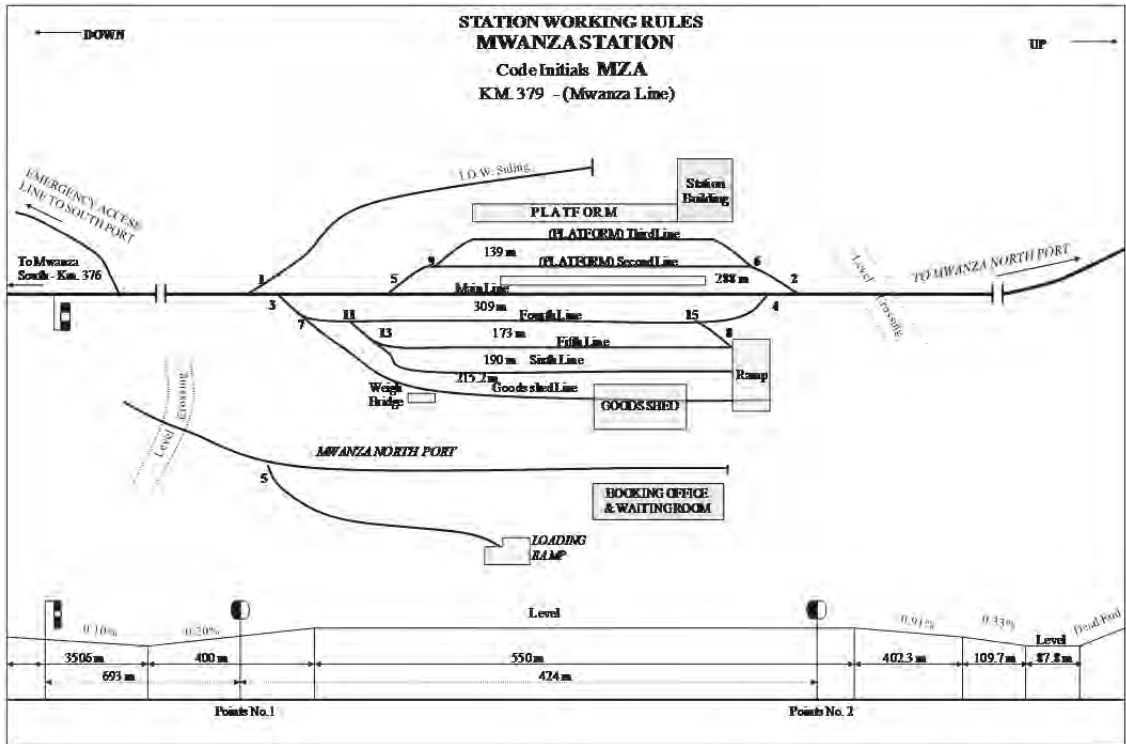 STATION WORKING RULES
DOWN
MWANZA STATION
UP
Code Initials MZA
KM. 379 - (Mwanza Line)
I.O.W. Siding
EMERGENCY ACCESS
LINE TO SOUTH PORT
Station
Building
PLATFORM
(PLATFORM) Third Line
139 m
9
(PLATFORM) Second Line
6
To Mwanza
South - Km. 376
1
5
288 m
2
TO MWANZA NORTH PORT
Level Crossing
Main Line
3
309 m
4
7
11
Fourth Line
15
13
173 m
8
Fifth Line
190 m
Sixth Line
215.2 m
Goods shed Line
Ramp
Weigh
Bridge
GOODS SHED
Level Crossing
MWANZA NORTH PORT
5
BOOKING OFFICE
& WAITING ROOM
LOADING
RAMP
Level
0.10%
0.20%
0.91%
0.33%
Level
Dead End
3506 m
400 m
550 m
402.3 m
109.7 m
87.8 m
693 m
424 m
Points No. 1
Points No. 2